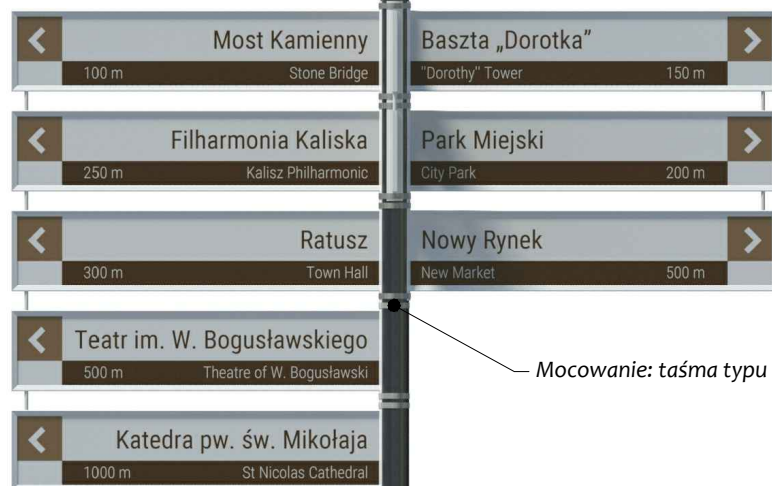 Most Kamienny
100 m Stone Bridge
Filharmonia Kaliska
250 m Kalisz Philharmonic
Ratusz
300 m Town Hall
Teatr im. W. Bogusławskiego
500 m Theatre of W. Bogusławski
Katedra pw. św. Mikołaja
1000 m St Nicolas Cathedral
Baszta „Dorotka”
"Dorothy" Tower 150 m
Park Miejski
City Park 200 m
Nowy Rynek
New Market 500 m
Mocowanie: taśma typu